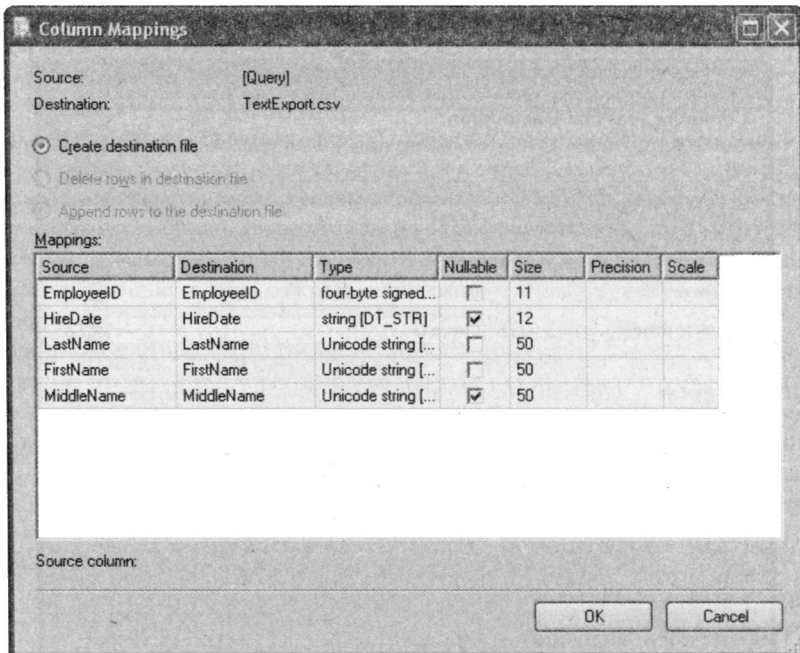 Column Mappings
Source: [Query]
Destination: TextExport.csv
Create destination file
Delete rows in destination file
Append rows to the destination file
Mappings:
Source Destination Type Nullable Size Precision Scale
EmployeeID EmployeeID four-byte signed... 11
HireDate HireDate string [DT_STR] 12
LastName LastName Unicode string [... 50
FirstName FirstName Unicode string [... 50
MiddleName MiddleName Unicode string [... 50
Source column:
OK Cancel